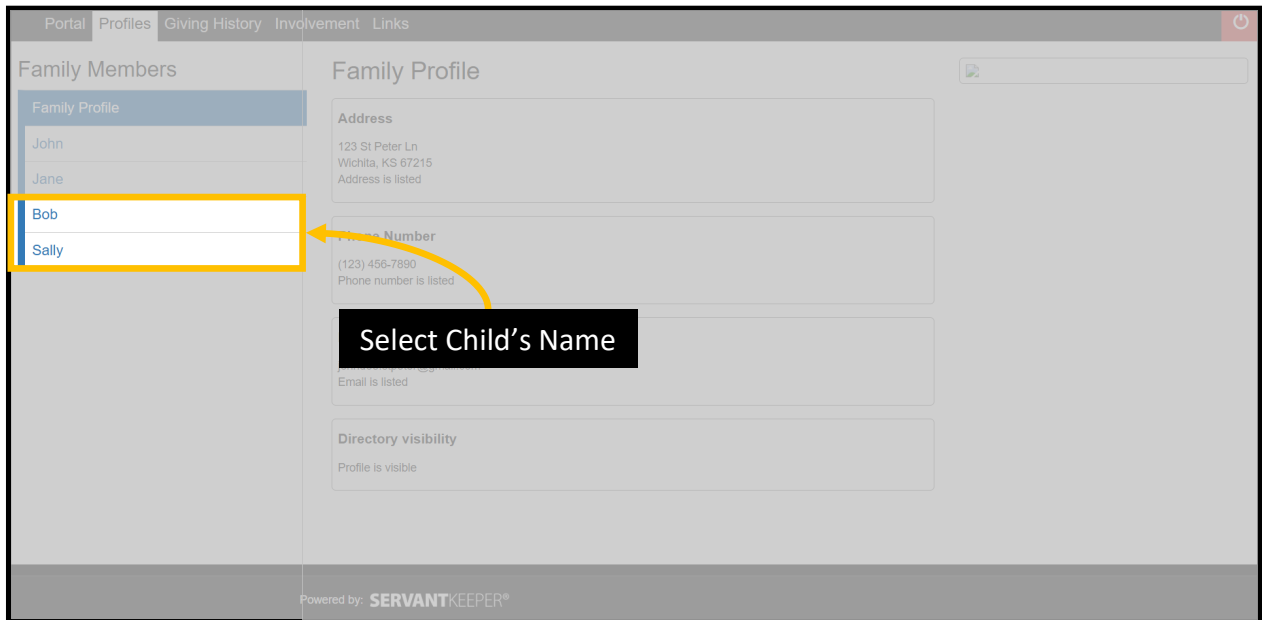 Portal Profiles Giving History Involvement Links
Family Members
Family Profile
John
Jane
Bob
Sally
Family Profile
Address
123 St Peter Ln
Wichita, KS 67215
Address is listed
Phone Number
(123) 456-7890
Phone number is listed
Select Child’s Name
Email is listed
Directory visibility
Profile is visible
Powered by: SERVANTKEEPER®